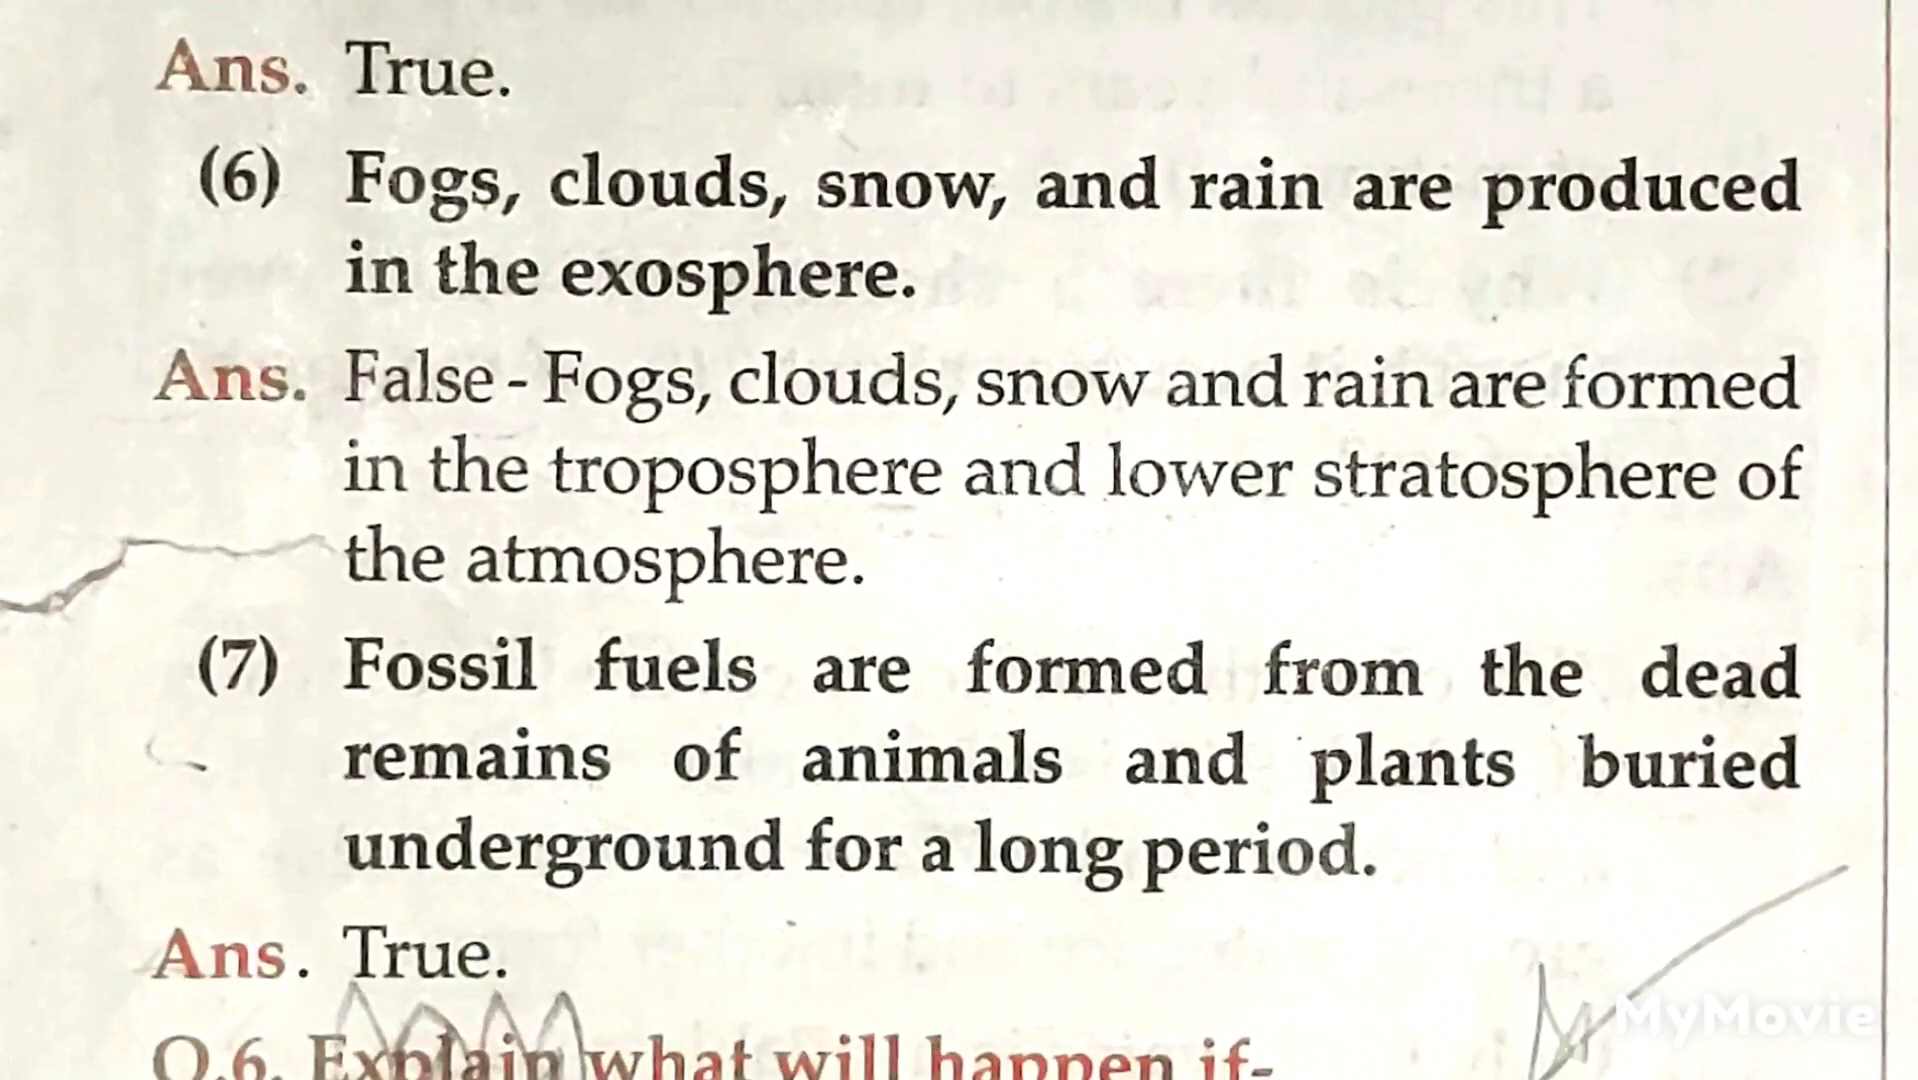 Ans. True.
(6) Fogs, clouds, snow, and rain are produced
in the exosphere.
Ans. False - Fogs, clouds, snow and rain are formed
in the troposphere and lower stratosphere of
the atmosphere.
(7) Fossil fuels are formed from the dead
remains of animals and plants buried
underground for a long period.
Ans. True.
Q.6. Explain what will happen if-
MyMovie